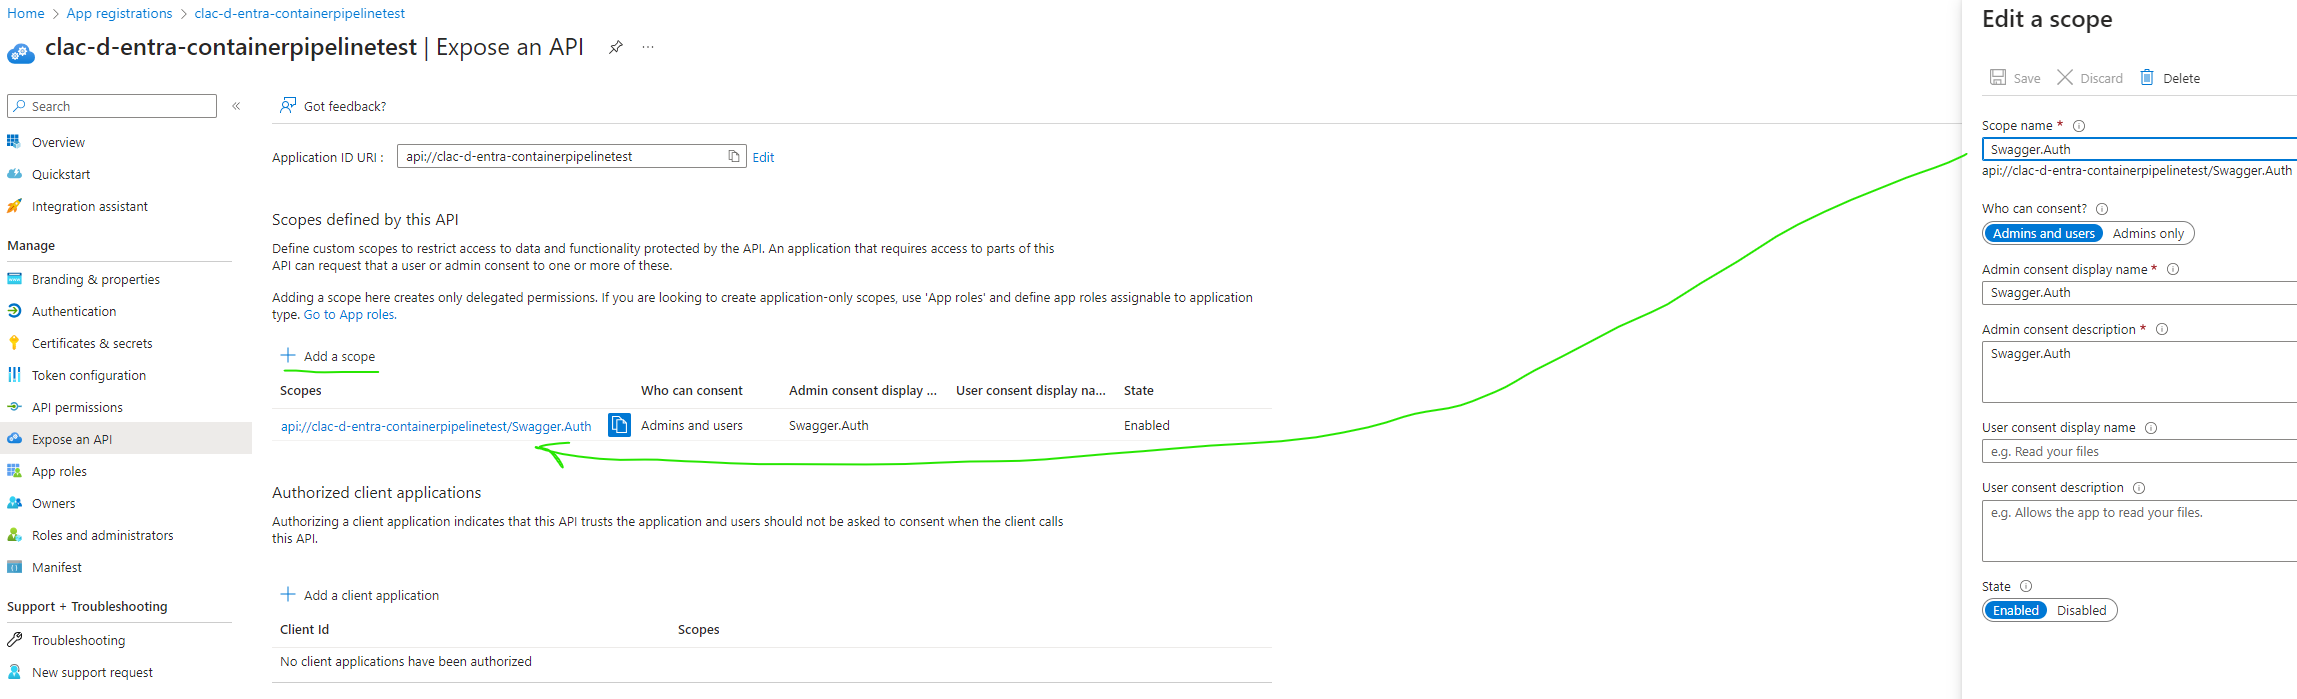 Home > App registrations > clac-d-entra-containerpipelinetest
clac-d-entra-containerpipelinetest | Expose an API
Search
Overview
Quickstart
Integration assistant
Manage
Branding & properties
Authentication
Certificates & secrets
Token configuration
API permissions
Expose an API
App roles
Owners
Roles and administrators
Manifest
Support + Troubleshooting
Troubleshooting
New support request
Got feedback?
Application ID URI : api://clac-d-entra-containerpipelinetest Edit
Scopes defined by this API
Define custom scopes to restrict access to data and functionality protected by the API. An application that requires access to parts of this
API can request that a user or admin consent to one or more of these.
Adding a scope here creates only delegated permissions. If you are looking to create application-only scopes, use 'App roles' and define app roles assignable to application
type. Go to App roles.
Add a scope
Scopes Who can consent Admin consent display ... User consent display na... State
api://clac-d-entra-containerpipelinetest/Swagger.Auth Admins and users Swagger.Auth Enabled
Authorized client applications
Authorizing a client application indicates that this API trusts the application and users should not be asked to consent when the client calls
this API.
Add a client application
Client Id Scopes
No client applications have been authorized
Edit a scope
Save Discard Delete
Scope name *
Swagger.Auth
api://clac-d-entra-containerpipelinetest/Swagger.Auth
Who can consent?
Admins and users Admins only
Admin consent display name *
Swagger.Auth
Admin consent description *
Swagger.Auth
User consent display name
e.g. Read your files
User consent description
e.g. Allows the app to read your files.
State
Enabled Disabled